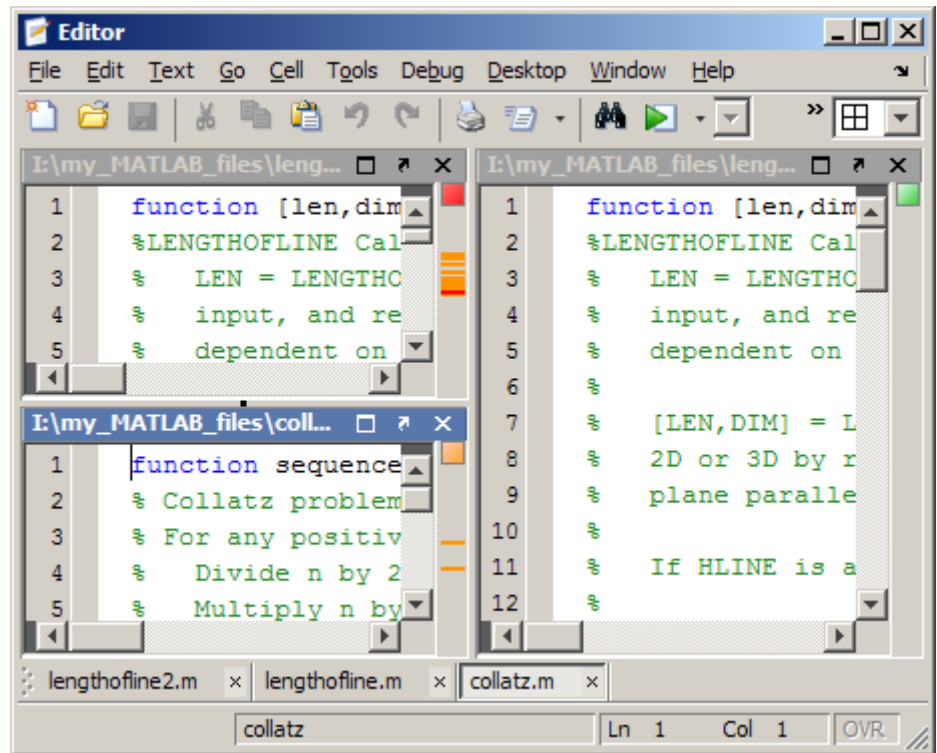 Editor
File Edit Text Go Cell Tools Debug Desktop Window Help
I:\my_MATLAB_files\leng...
1 function [len,dim
2 %LENGTHOFLINE Cal
3 % LEN = LENGTHO
4 % input, and re
5 % dependent on
I:\my_MATLAB_files\coll...
1 function sequence
2 % Collatz problem
3 % For any positiv
4 % Divide n by 2
5 % Multiply n by
I:\my_MATLAB_files\leng...
1 function [len,dim
2 %LENGTHOFLINE Cal
3 % LEN = LENGTHO
4 % input, and re
5 % dependent on
6 %
7 % [LEN,DIM] = L
8 % 2D or 3D by r
9 % plane paralle
10 %
11 % If HLINE is a
12 %
lengthofline2.m × lengthofline.m × collatz.m ×
collatz Ln 1 Col 1 OVR